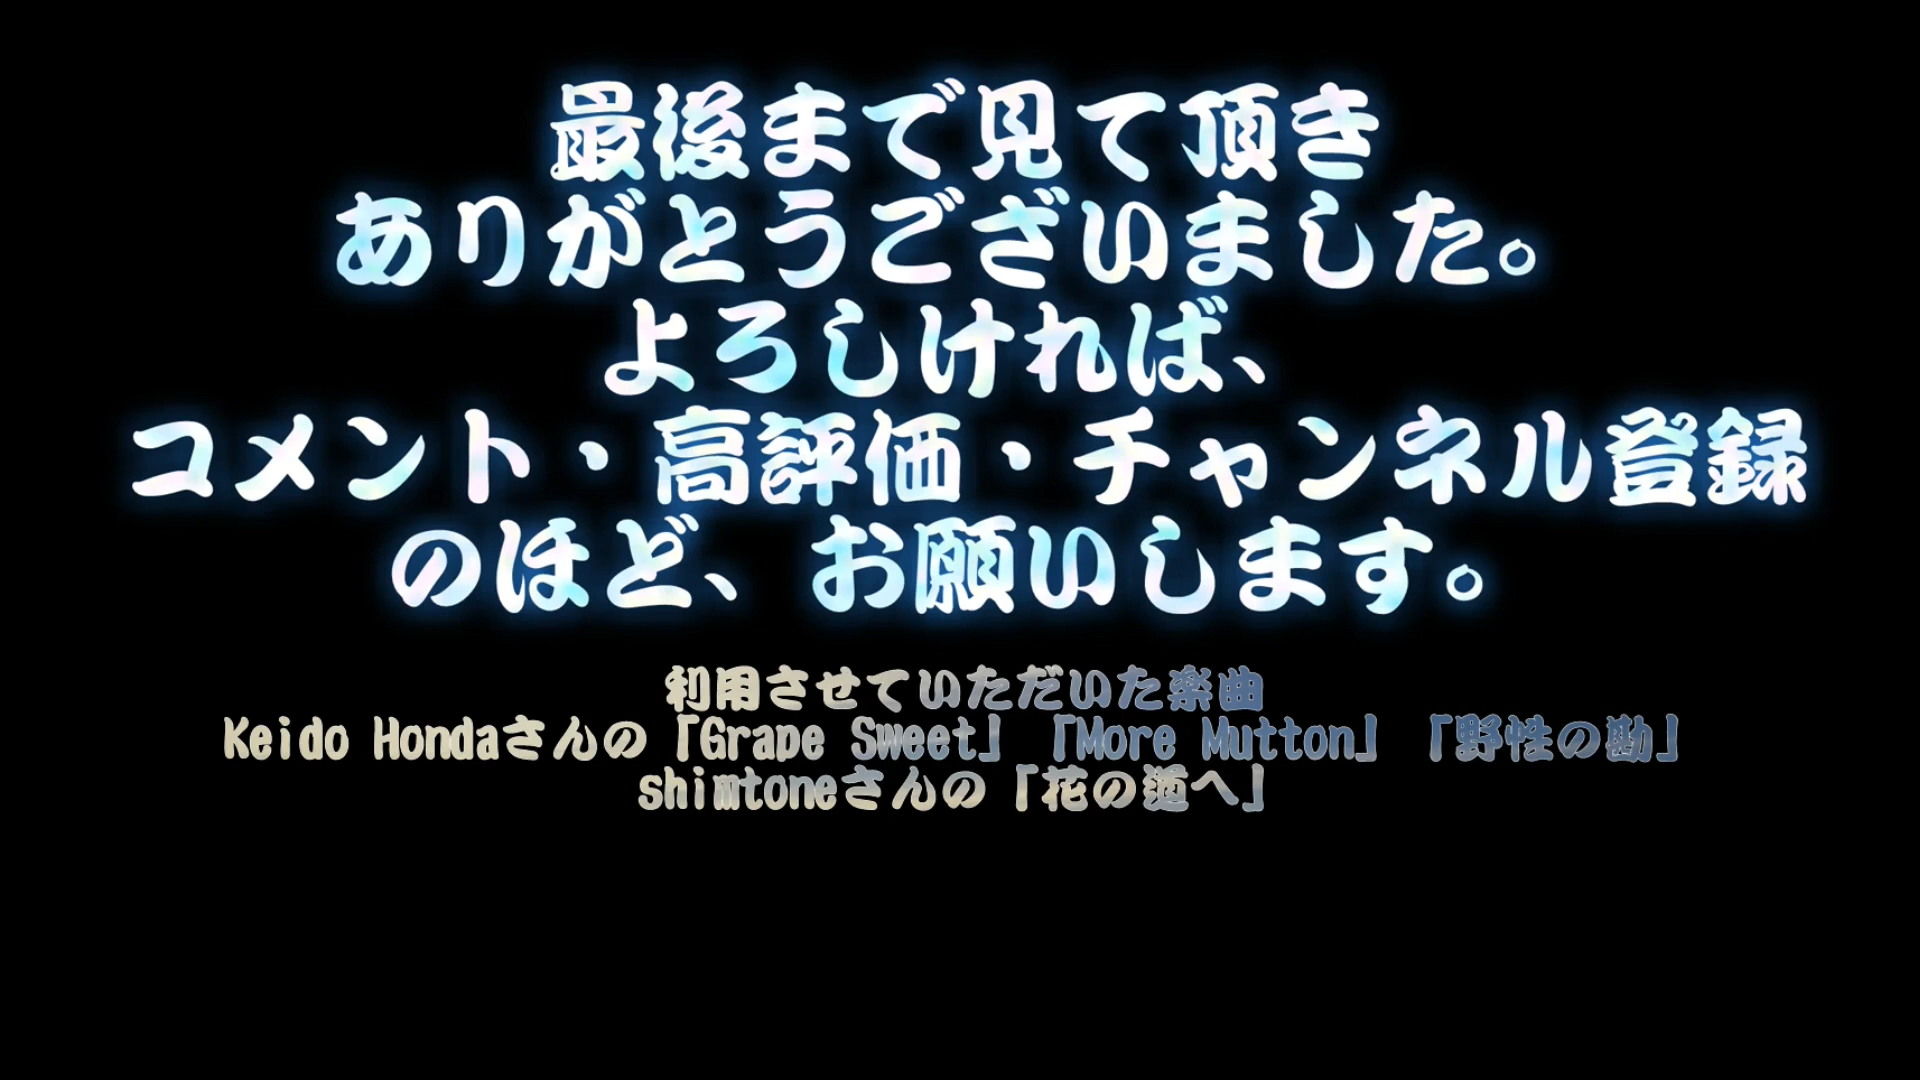 最後まで見て頂き
ありがとうございました。
よろしければ、
コメント・高評価・チャンネル登録
のほど、お願いします。
利用させていただいた楽曲
Keido Hondaさんの「Grape Sweet」「More Mutton」「野性の勘」
shimtoneさんの「花の道へ」